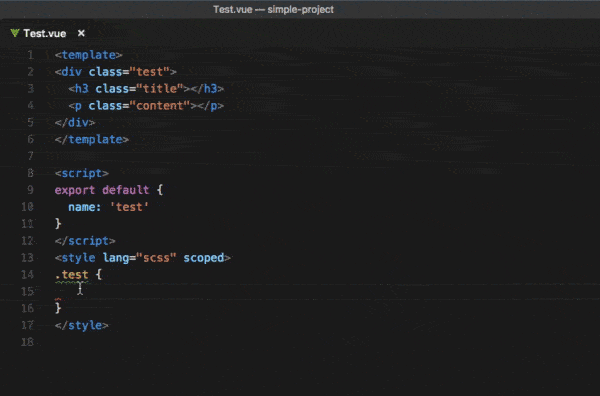 Test.vue — simple-project
Test.vue ×
1 <template>
2 <div class="test">
3   <h3 class="title"></h3>
4   <p class="content"></p>
5 </div>
6 </template>
7
8 <script>
9 export default {
10   name: 'test'
11 }
12 </script>
13 <style lang="scss" scoped>
14 .test {
15
16 }
17 </style>
18